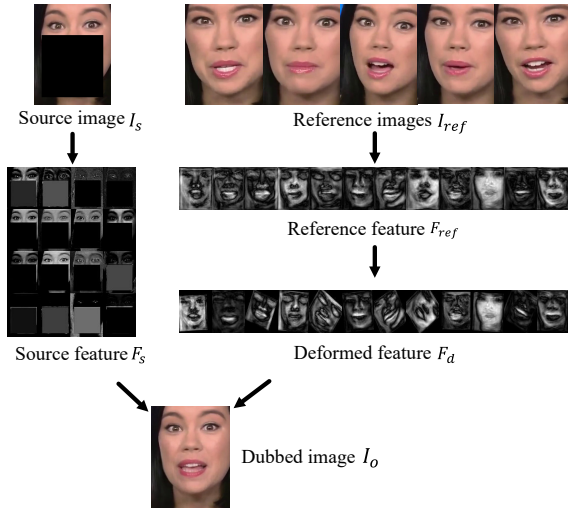 Source image I_s
Reference images I_ref
Reference feature F_ref
Source feature F_s
Deformed feature F_d
Dubbed image I_o